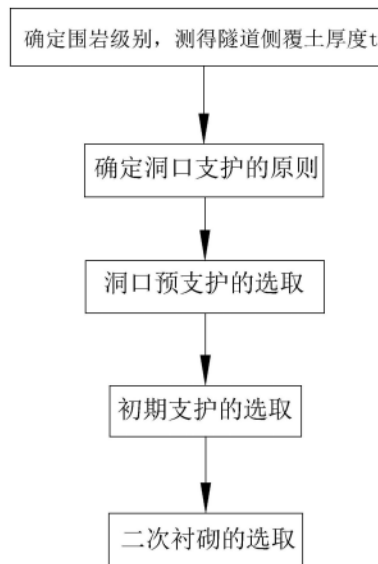 确定围岩级别，测得隧道侧覆土厚度t
确定洞口支护的原则
洞口预支护的选取
初期支护的选取
二次衬砌的选取